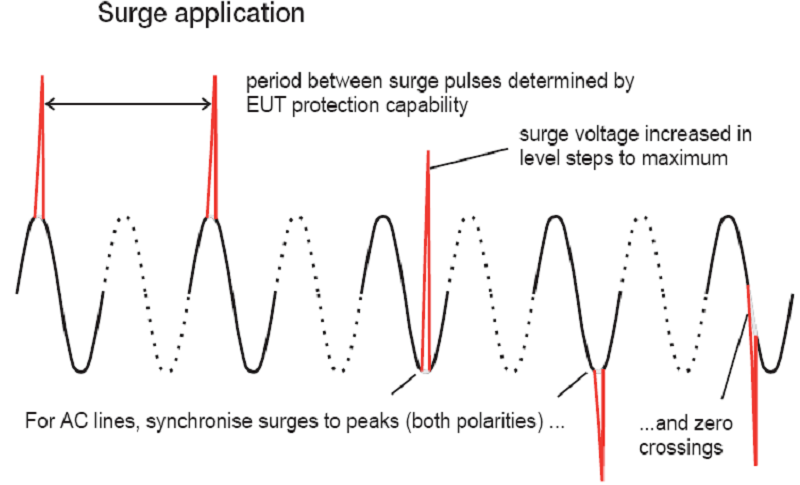 Surge application
period between surge pulses determined by
EUT protection capability
surge voltage increased in
level steps to maximum
For AC lines, synchronise surges to peaks (both polarities) ...
...and zero
crossings